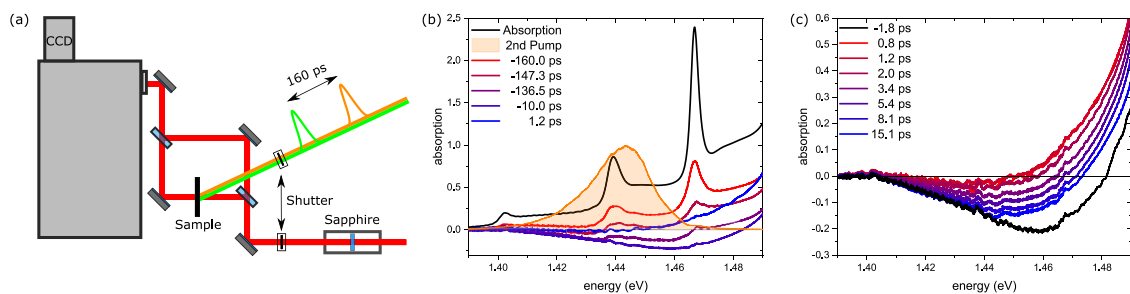 (a)
CCD
160 ps
Sample
Shutter
Sapphire
(b)
2.5
2.0
1.5
1.0
0.5
0.0
absorption
Absorption
2nd Pump
-160.0 ps
-147.3 ps
-136.5 ps
-10.0 ps
1.2 ps
1.40
1.42
1.44
1.46
1.48
energy (eV)
(c)
0.6
0.5
0.4
0.3
0.2
0.1
0.0
-0.1
-0.2
-0.3
absorption
-1.8 ps
0.8 ps
1.2 ps
2.0 ps
3.4 ps
5.4 ps
8.1 ps
15.1 ps
1.40
1.42
1.44
1.46
1.48
energy (eV)